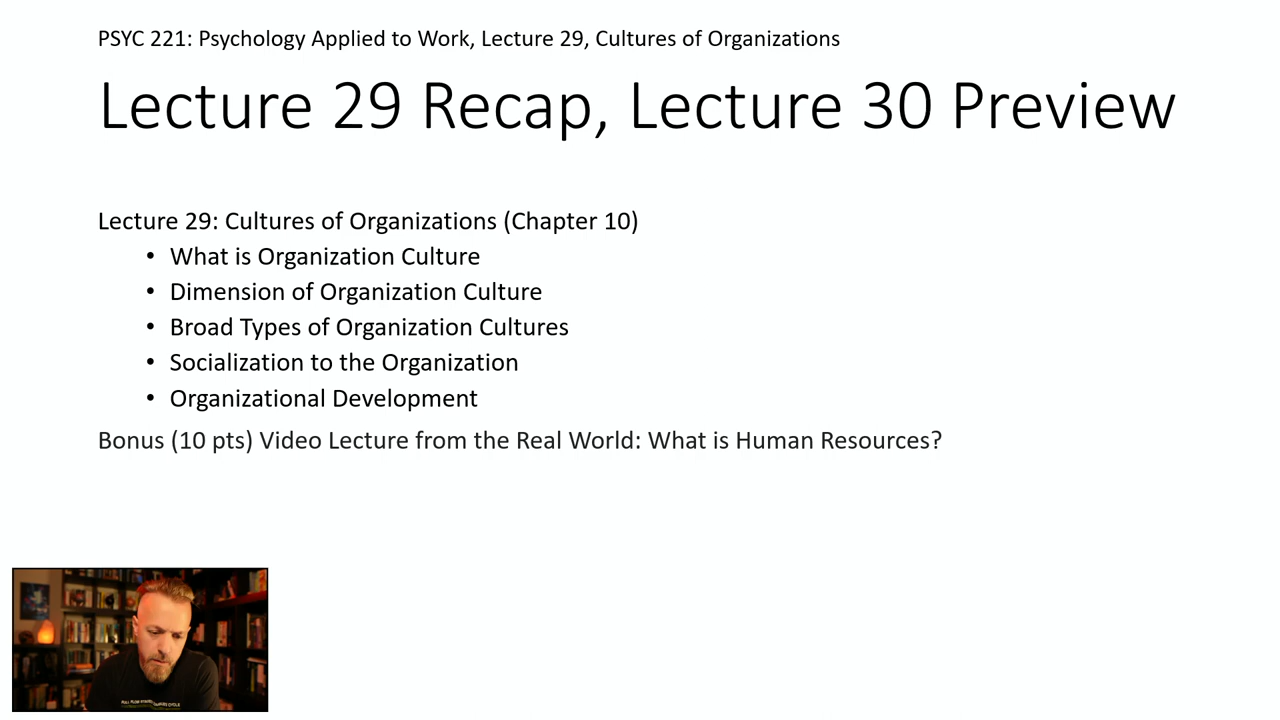 PSYC 221: Psychology Applied to Work, Lecture 29, Cultures of Organizations
Lecture 29 Recap, Lecture 30 Preview
Lecture 29: Cultures of Organizations (Chapter 10)
• What is Organization Culture
• Dimension of Organization Culture
• Broad Types of Organization Cultures
• Socialization to the Organization
• Organizational Development
Bonus (10 pts) Video Lecture from the Real World: What is Human Resources?